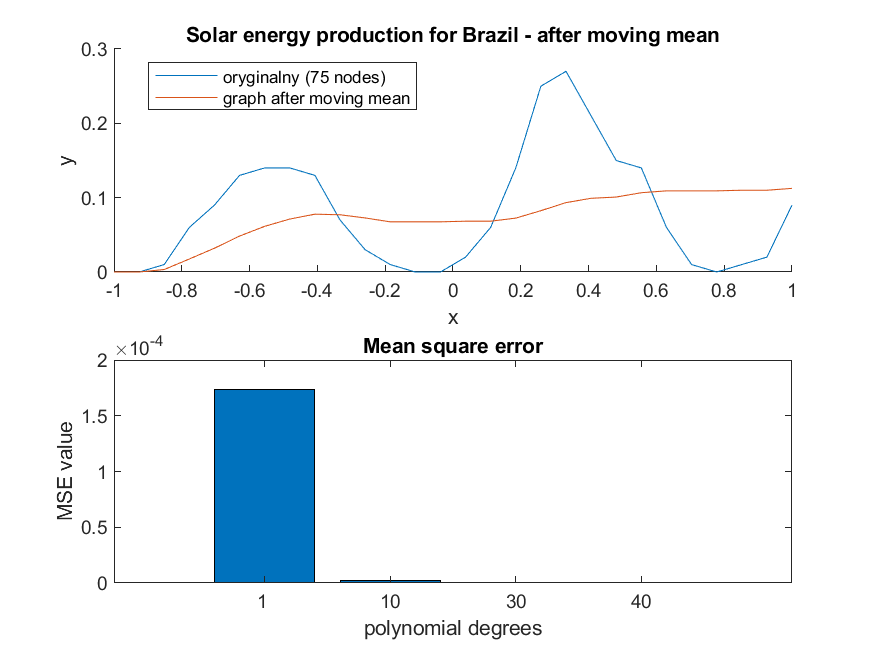 Solar energy production for Brazil - after moving mean
0.3
oryginalny (75 nodes)
graph after moving mean
0.2
y
0.1
0
-1 -0.8 -0.6 -0.4 -0.2 0 0.2 0.4 0.6 0.8 1
x
×10-4
Mean square error
2
1.5
MSE value
1
0.5
0
1 10 30 40
polynomial degrees